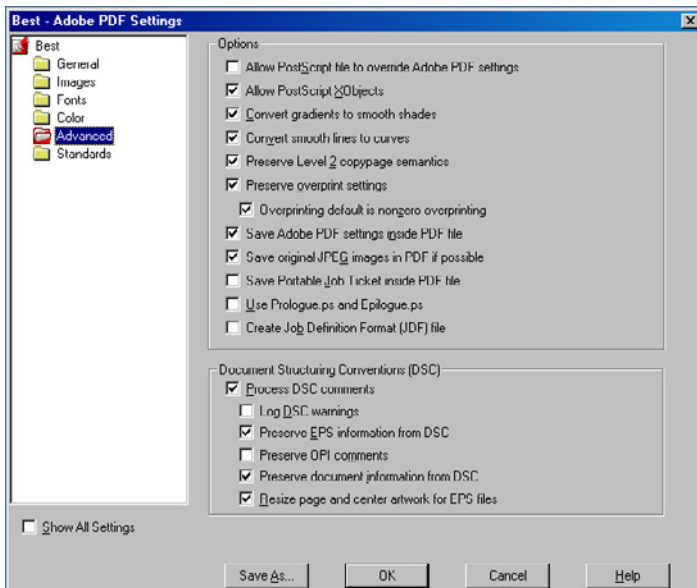 Best - Adobe PDF Settings
Best
General
Images
Fonts
Color
Advanced
Standards
Show All Settings
Options
Allow PostScript file to override Adobe PDF settings
Allow PostScript XObjects
Convert gradients to smooth shades
Convert smooth lines to curves
Preserve Level 2 copypage semantics
Preserve overprint settings
Overprinting default is nonzero overprinting
Save Adobe PDF settings inside PDF file
Save original JPEG images in PDF if possible
Save Portable Job Ticket inside PDF file
Use Prologue.ps and Epilogue.ps
Create Job Definition Format (JDF) file
Document Structuring Conventions (DSC)
Process DSC comments
Log DSC warnings
Preserve EPS information from DSC
Preserve OPI comments
Preserve document information from DSC
Resize page and center artwork for EPS files
Save As... OK Cancel Help